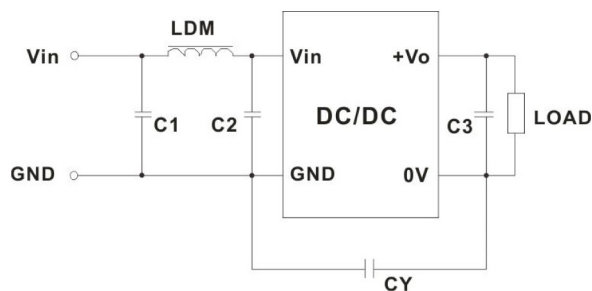 LDM
Vin
Vin
+Vo
C1
C2
DC/DC
C3
LOAD
GND
GND
0V
CY